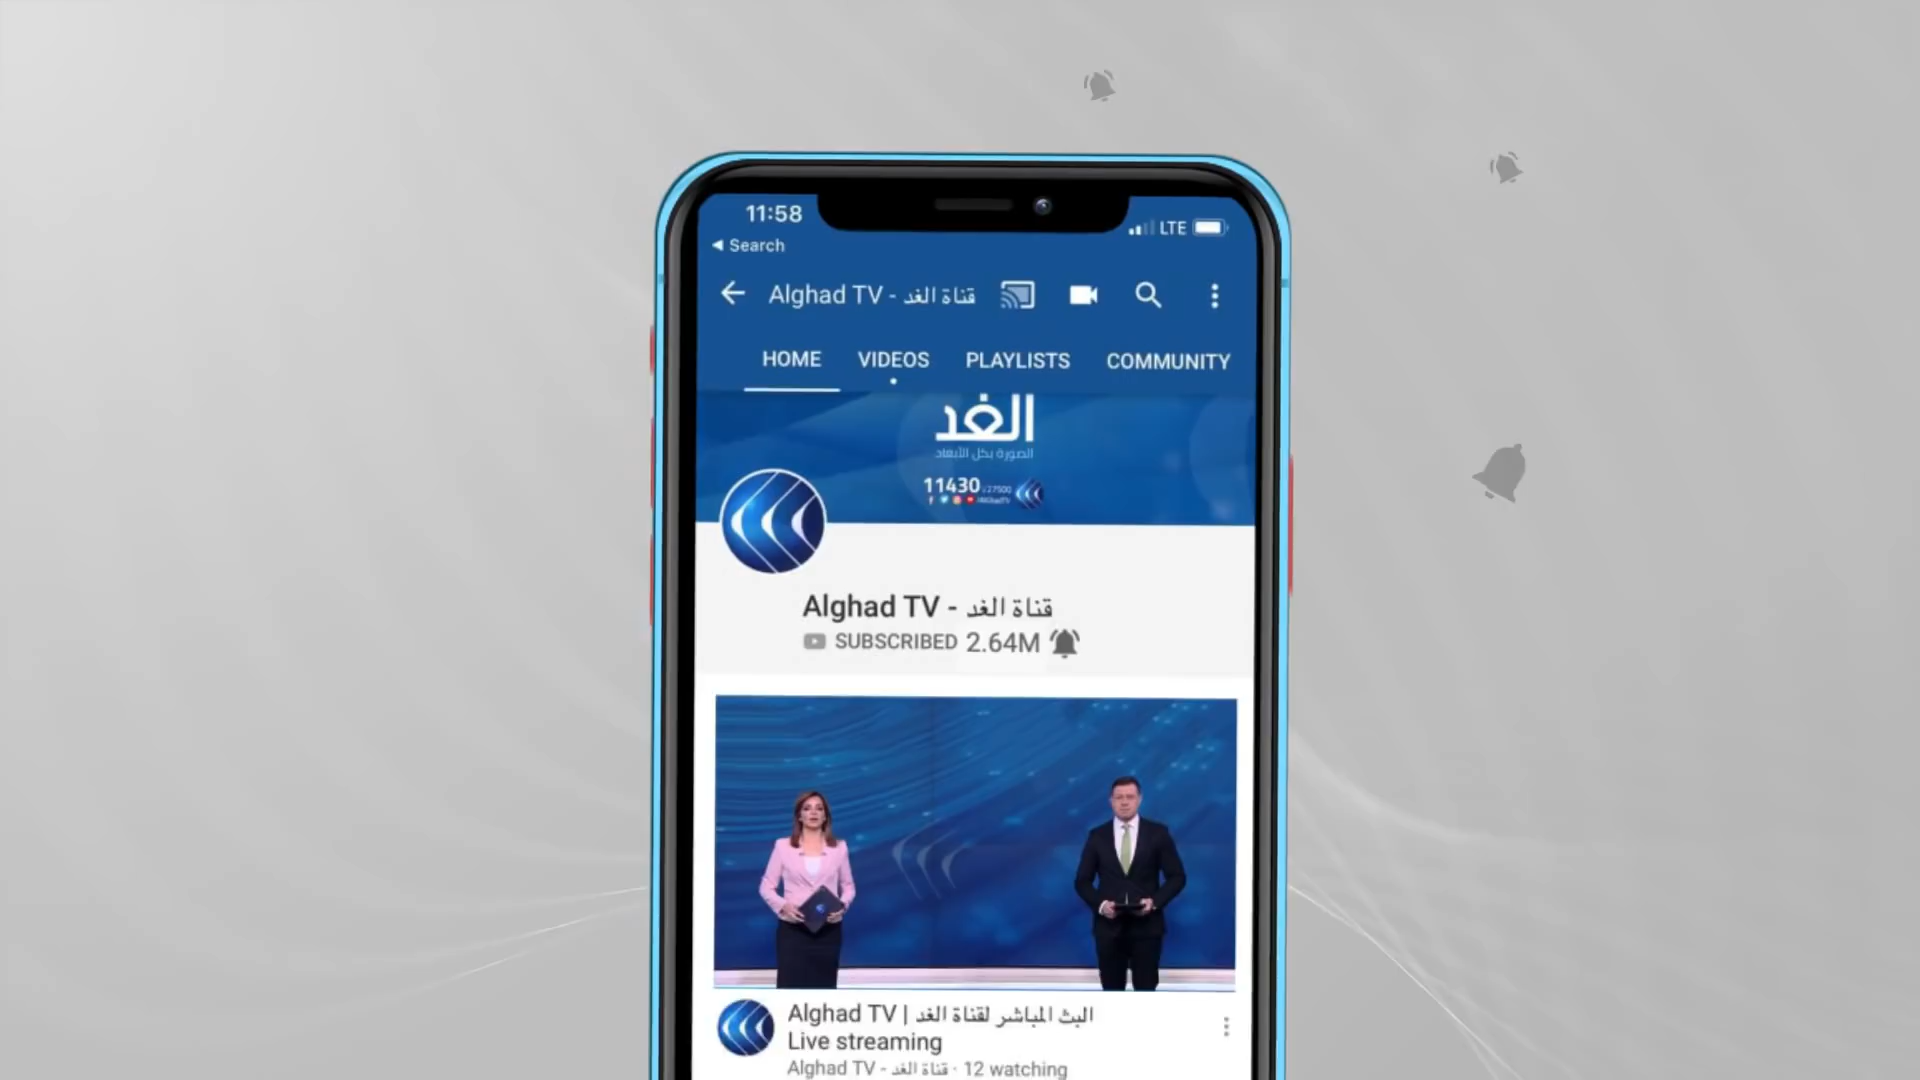 11:58
LTE
Search
Alghad TV - قناة الغد
HOME VIDEOS PLAYLISTS COMMUNITY
الغد
الصورة بكل الأبعاد
11430
27500
Alghad TV - قناة الغد
SUBSCRIBED 2.64M
Alghad TV | البث المباشر لقناة الغد
Live streaming
Alghad TV - قناة الغد · 12 watching